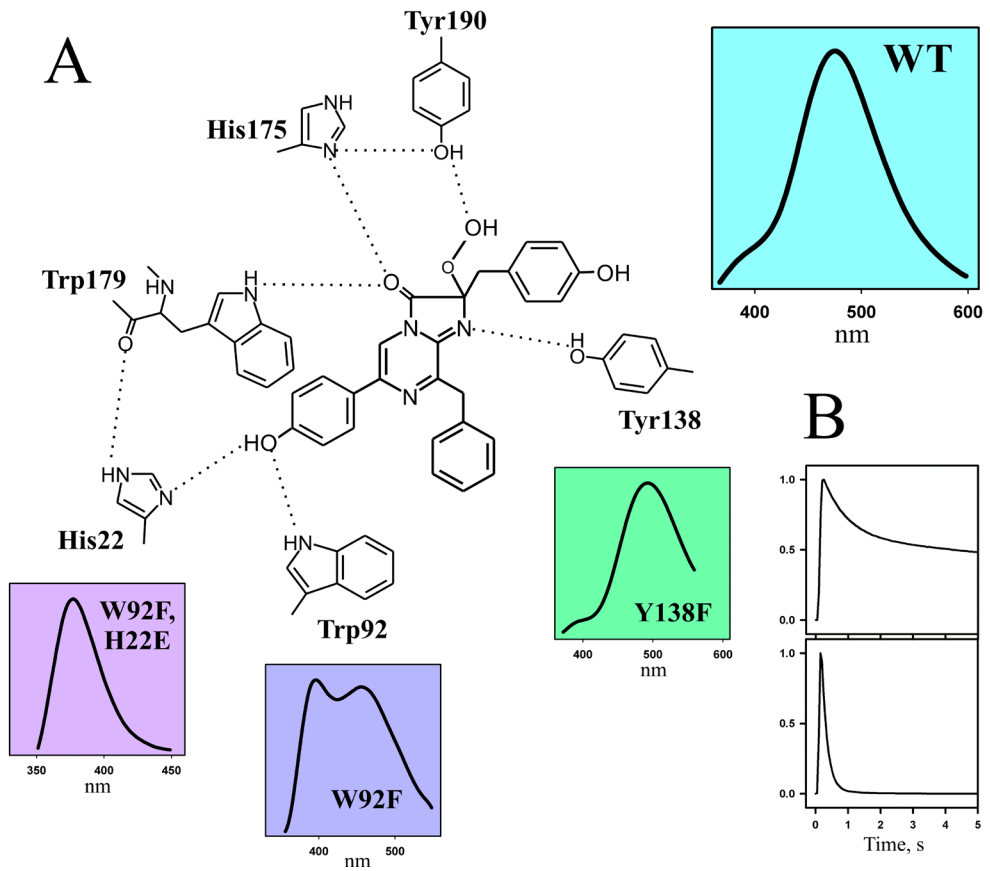 A
Tyr190
WT
His175
NH
N
OH
OH
O
Trp179
HN
H
N
O
O
OH
N
N
H
O
N
Tyr138
HO
B
HN
N
His22
HN
Trp92
400
500
600
nm
W92F,
H22E
350
400
450
nm
W92F
400
500
nm
Y138F
400
500
600
nm
1.0
0.5
0.0
1.0
0.5
0.0
0
1
2
3
4
5
Time, s